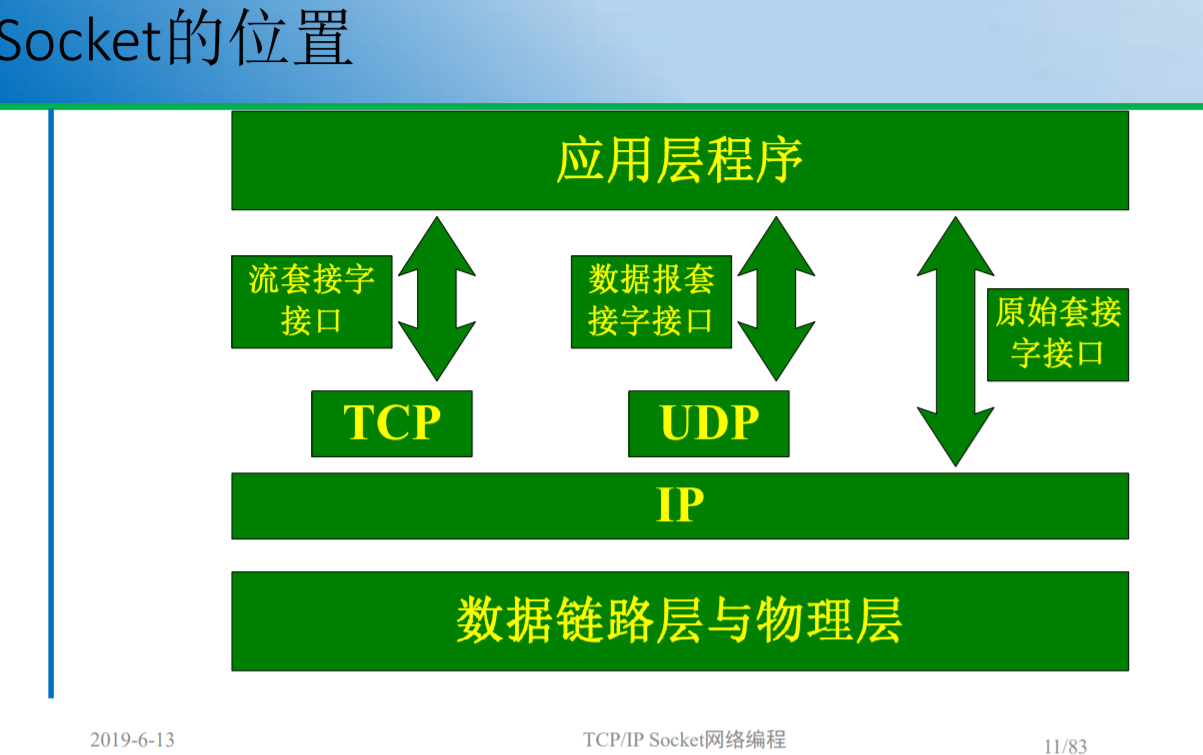 Socket的位置
应用层程序
流套接字
接口
数据报套
接字接口
原始套接
字接口
TCP
UDP
IP
数据链路层与物理层
2019-6-13
TCP/IP Socket网络编程
11/83